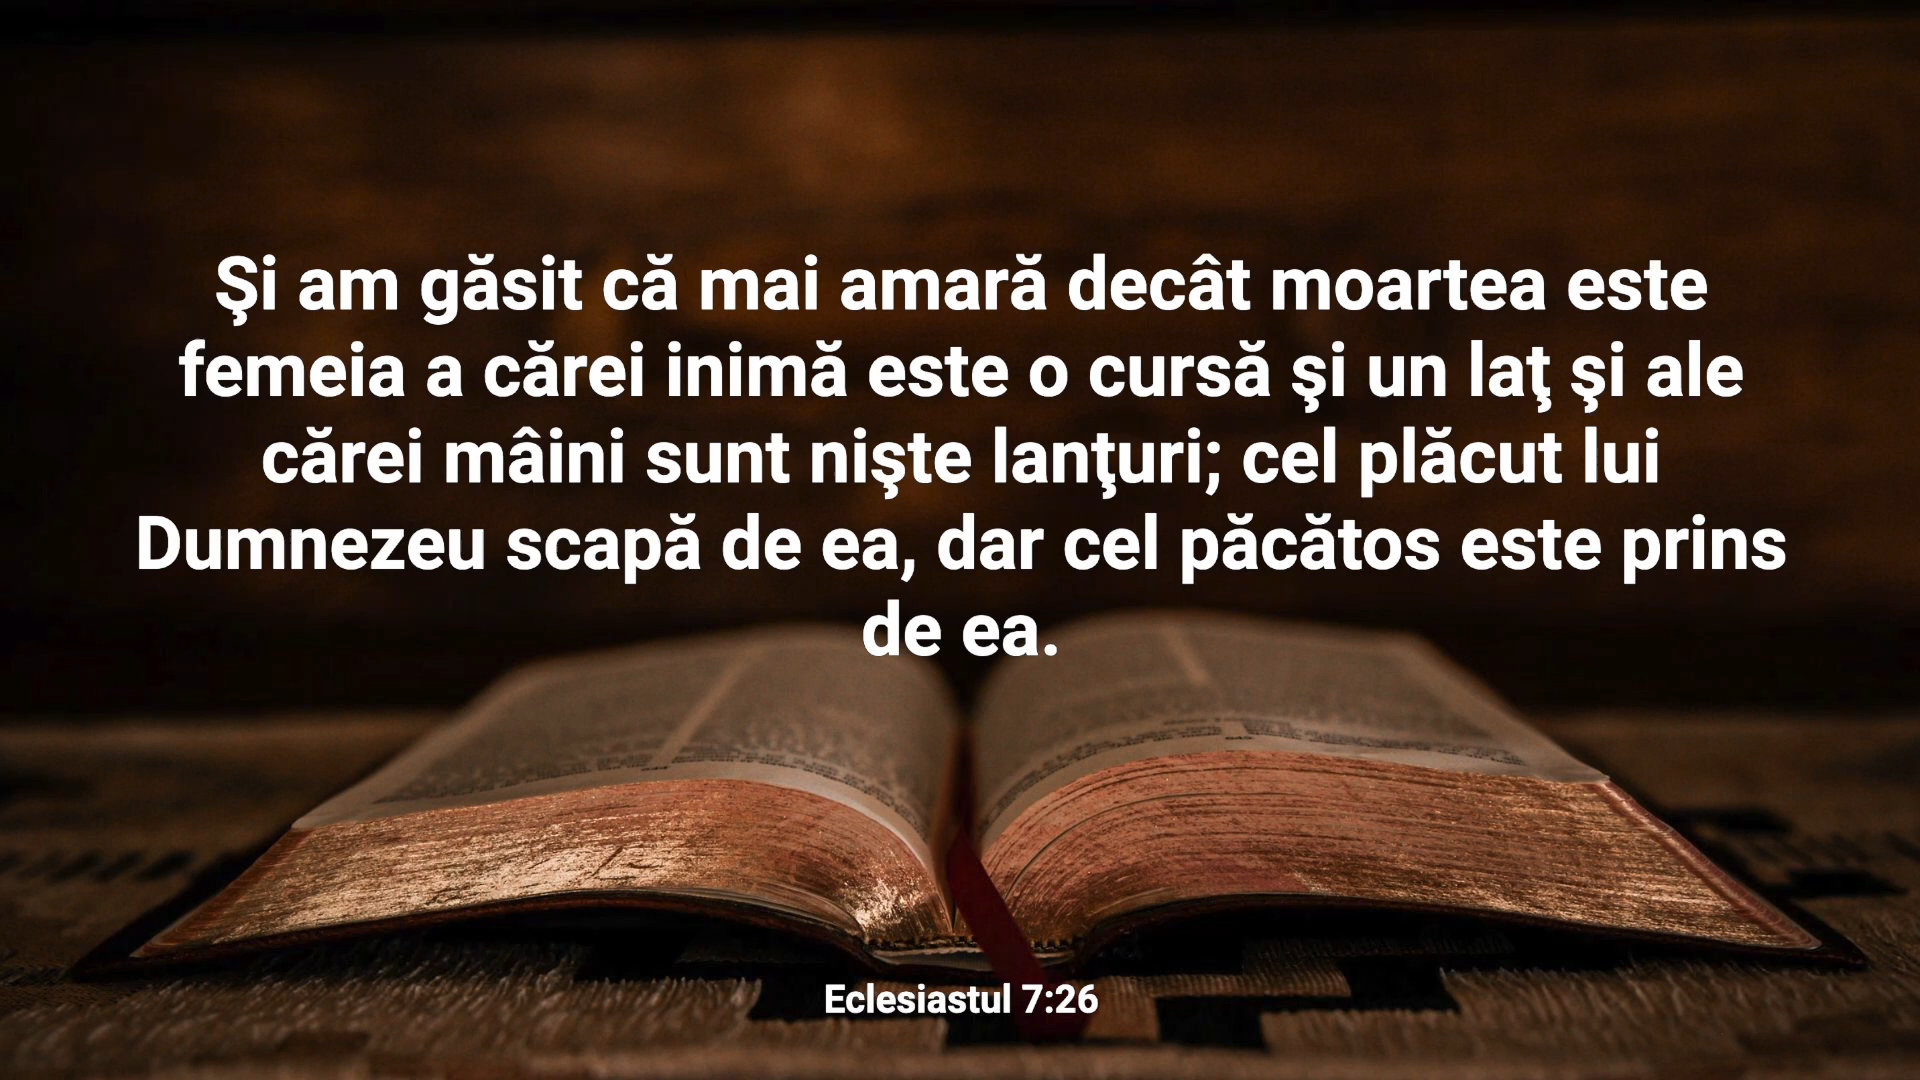 Şi am găsit că mai amară decât moartea este
femeia a cărei inimă este o cursă şi un laţ şi ale
cărei mâini sunt nişte lanţuri; cel plăcut lui
Dumnezeu scapă de ea, dar cel păcătos este prins
de ea.
Eclesiastul 7:26